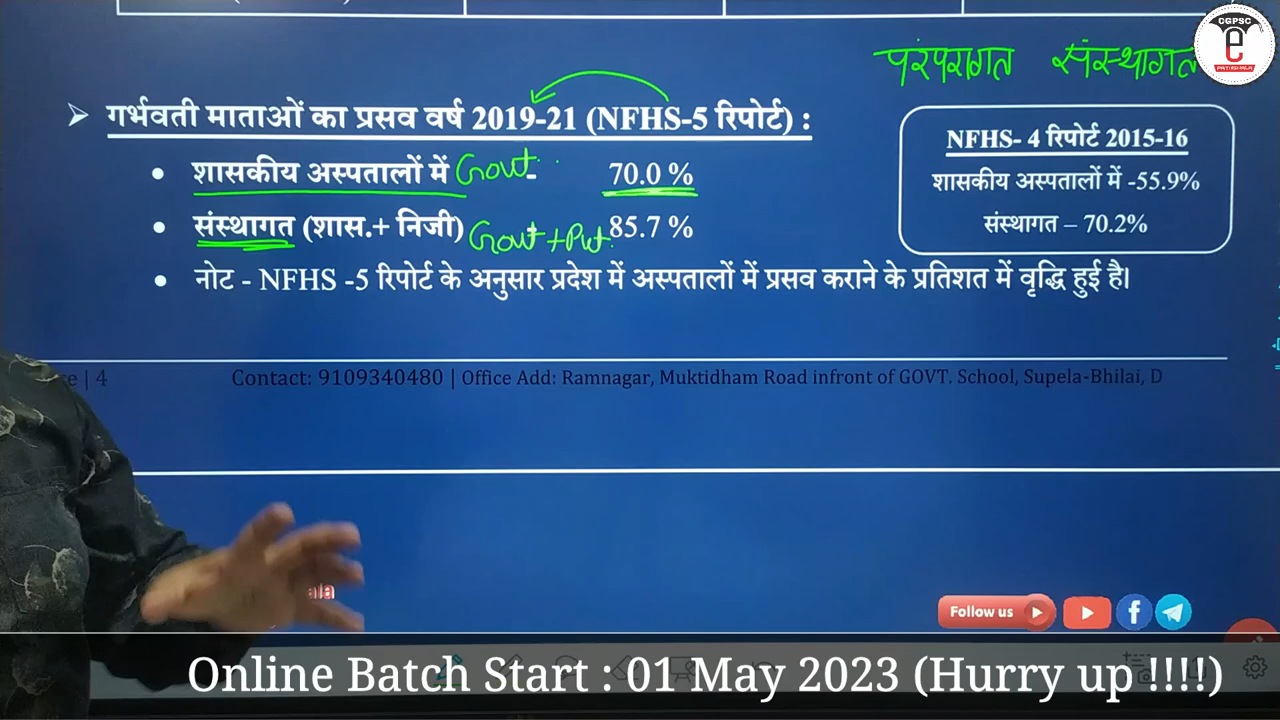 CGPSC
e
PATHSHALA
परंपरागत संस्थागत
➢ गर्भवती माताओं का प्रसव वर्ष 2019-21 (NFHS-5 रिपोर्ट) :
• शासकीय अस्पतालों में Govt. - 70.0 %
• संस्थागत (शास.+ निजी) Govt + Pvt. 85.7 %
• नोट - NFHS -5 रिपोर्ट के अनुसार प्रदेश में अस्पतालों में प्रसव कराने के प्रतिशत में वृद्धि हुई है।
NFHS- 4 रिपोर्ट 2015-16
शासकीय अस्पतालों में -55.9%
संस्थागत – 70.2%
| 4 Contact: 9109340480 | Office Add: Ramnagar, Muktidham Road infront of GOVT. School, Supela-Bhilai, D
ala
Follow us
Online Batch Start : 01 May 2023 (Hurry up !!!!)